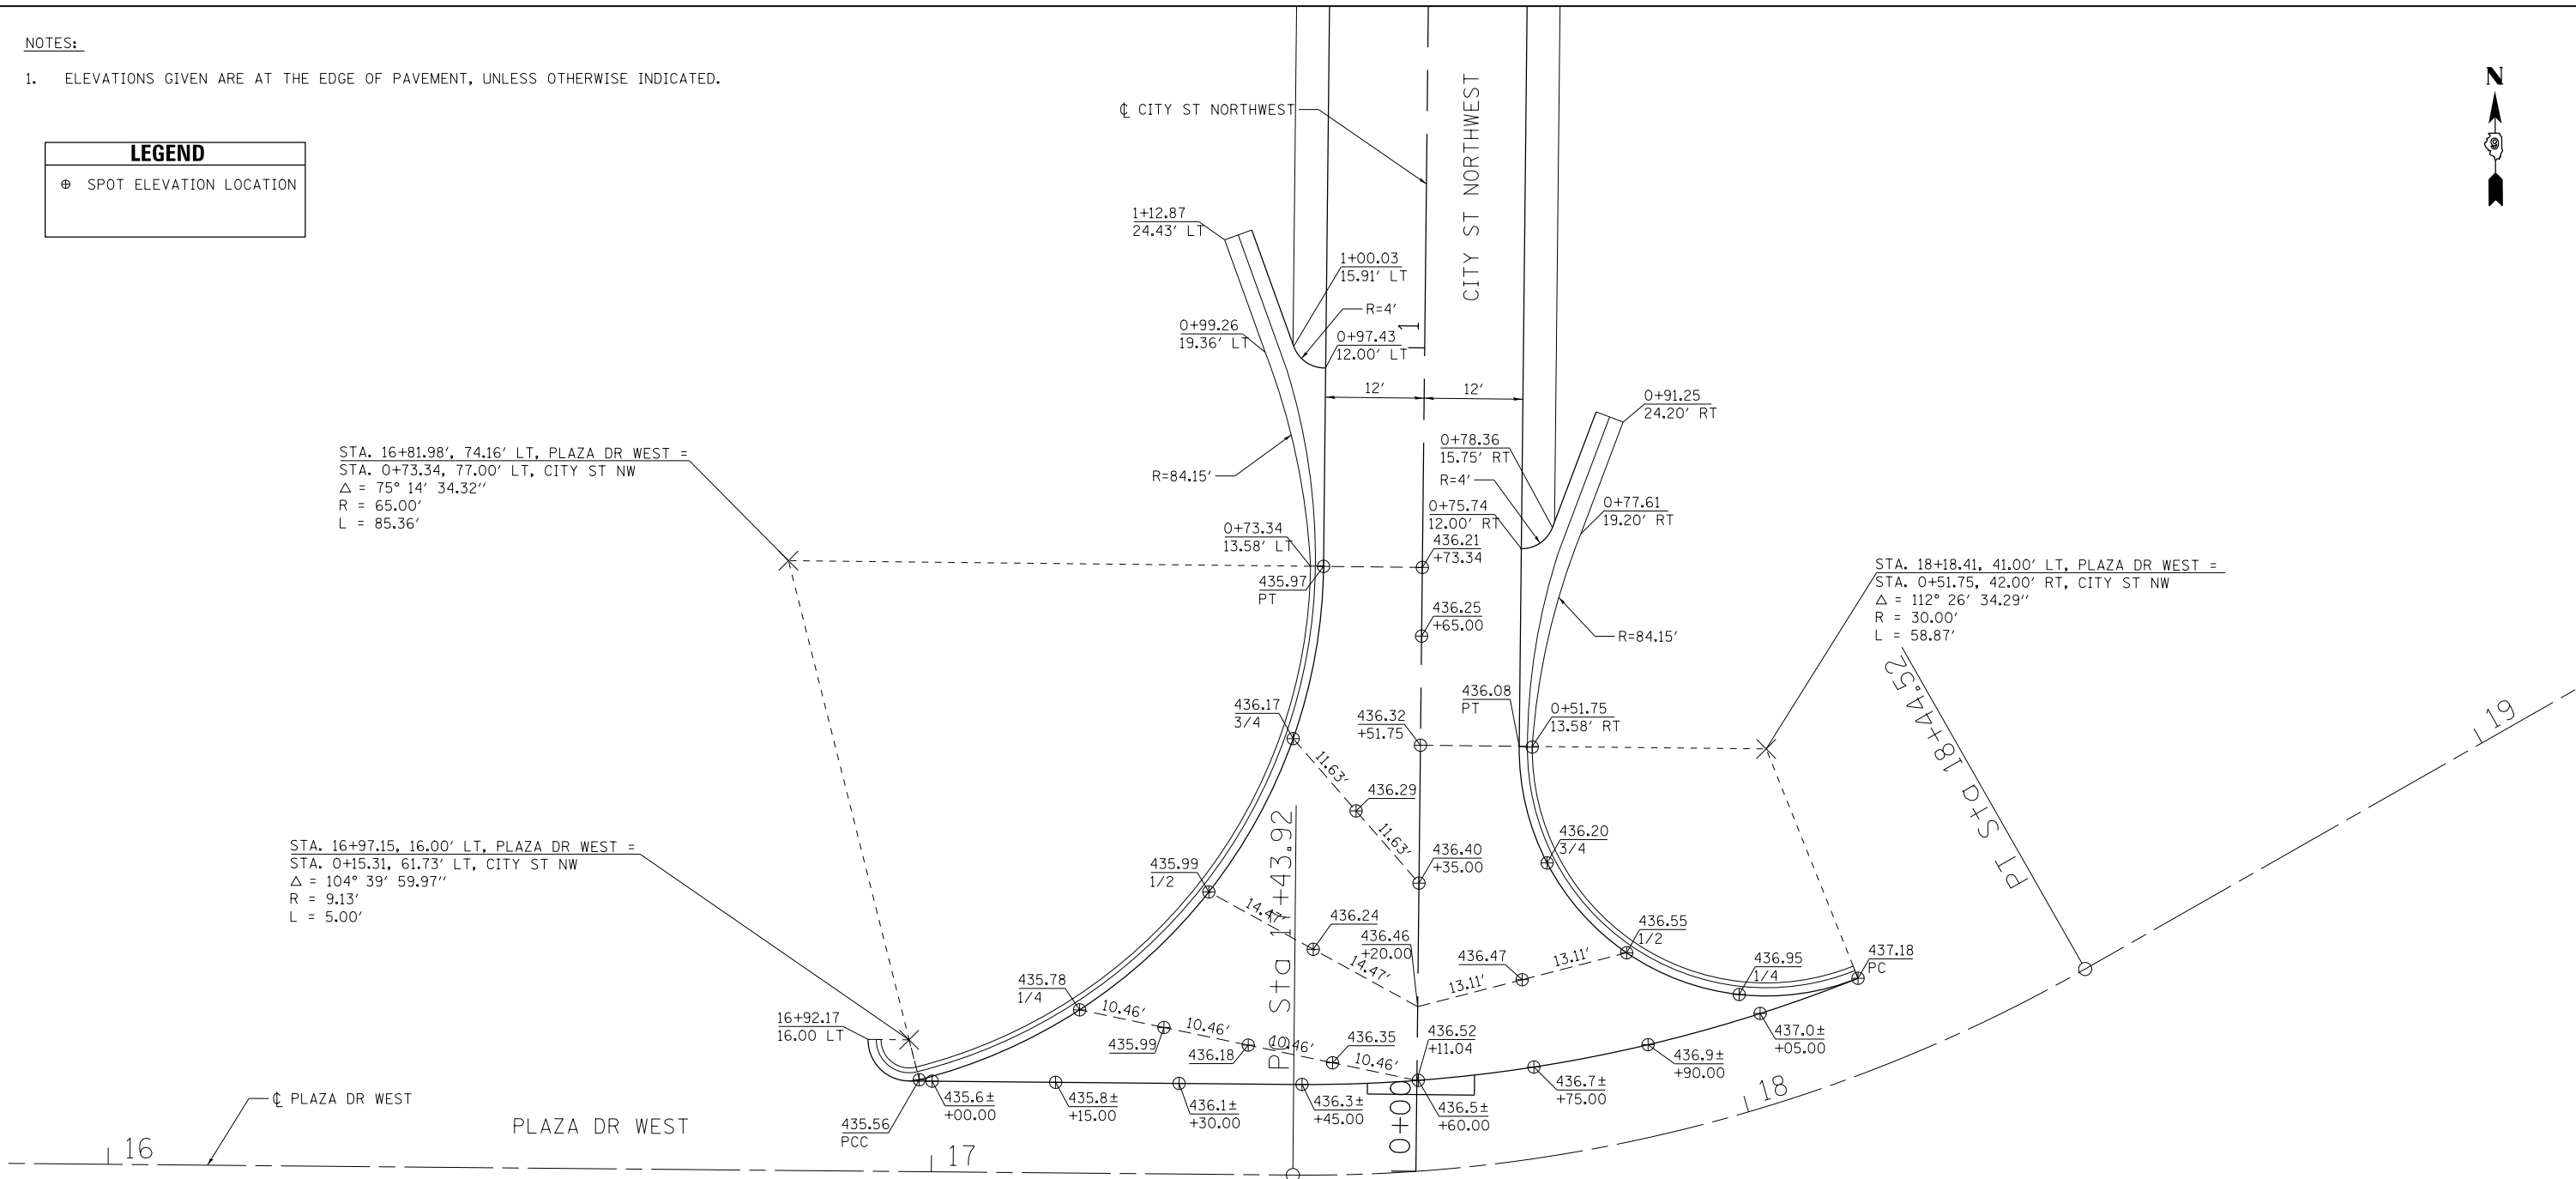 NOTES:
1. ELEVATIONS GIVEN ARE AT THE EDGE OF PAVEMENT, UNLESS OTHERWISE INDICATED.
LEGEND
⊕ SPOT ELEVATION LOCATION
N
℄ CITY ST NORTHWEST
CITY ST NORTHWEST
1+12.87
24.43' LT
1+00.03
15.91' LT
R=4'
0+99.26
19.36' LT
0+97.43
12.00' LT
1
12'
12'
0+91.25
24.20' RT
0+78.36
15.75' RT
R=4'
0+75.74
12.00' RT
0+77.61
19.20' RT
R=84.15'
STA. 16+81.98', 74.16' LT, PLAZA DR WEST =
STA. 0+73.34, 77.00' LT, CITY ST NW
△ = 75° 14' 34.32''
R = 65.00'
L = 85.36'
0+73.34
13.58' LT
435.97
PT
436.21
+73.34
436.25
+65.00
R=84.15'
STA. 18+18.41, 41.00' LT, PLAZA DR WEST =
STA. 0+51.75, 42.00' RT, CITY ST NW
△ = 112° 26' 34.29''
R = 30.00'
L = 58.87'
436.17
3/4
436.32
+51.75
436.08
PT
0+51.75
13.58' RT
PT Sta 18+44.52
19
11.63'
436.29
11.63'
436.40
+35.00
436.20
3/4
STA. 16+97.15, 16.00' LT, PLAZA DR WEST =
STA. 0+15.31, 61.73' LT, CITY ST NW
△ = 104° 39' 59.97''
R = 9.13'
L = 5.00'
435.99
1/2
14.47'
436.24
14.47'
436.46
+20.00
13.11'
436.47
13.11'
436.55
1/2
436.95
1/4
437.18
PC
PC Sta 17+43.92
435.78
1/4
10.46'
435.99
10.46'
436.18
10.46'
436.35
10.46'
436.52
+11.04
16+92.17
16.00 LT
435.56
PCC
435.6±
+00.00
435.8±
+15.00
436.1±
+30.00
436.3±
+45.00
0+00
436.5±
+60.00
436.7±
+75.00
436.9±
+90.00
437.0±
+05.00
℄ PLAZA DR WEST
PLAZA DR WEST
16
17
18